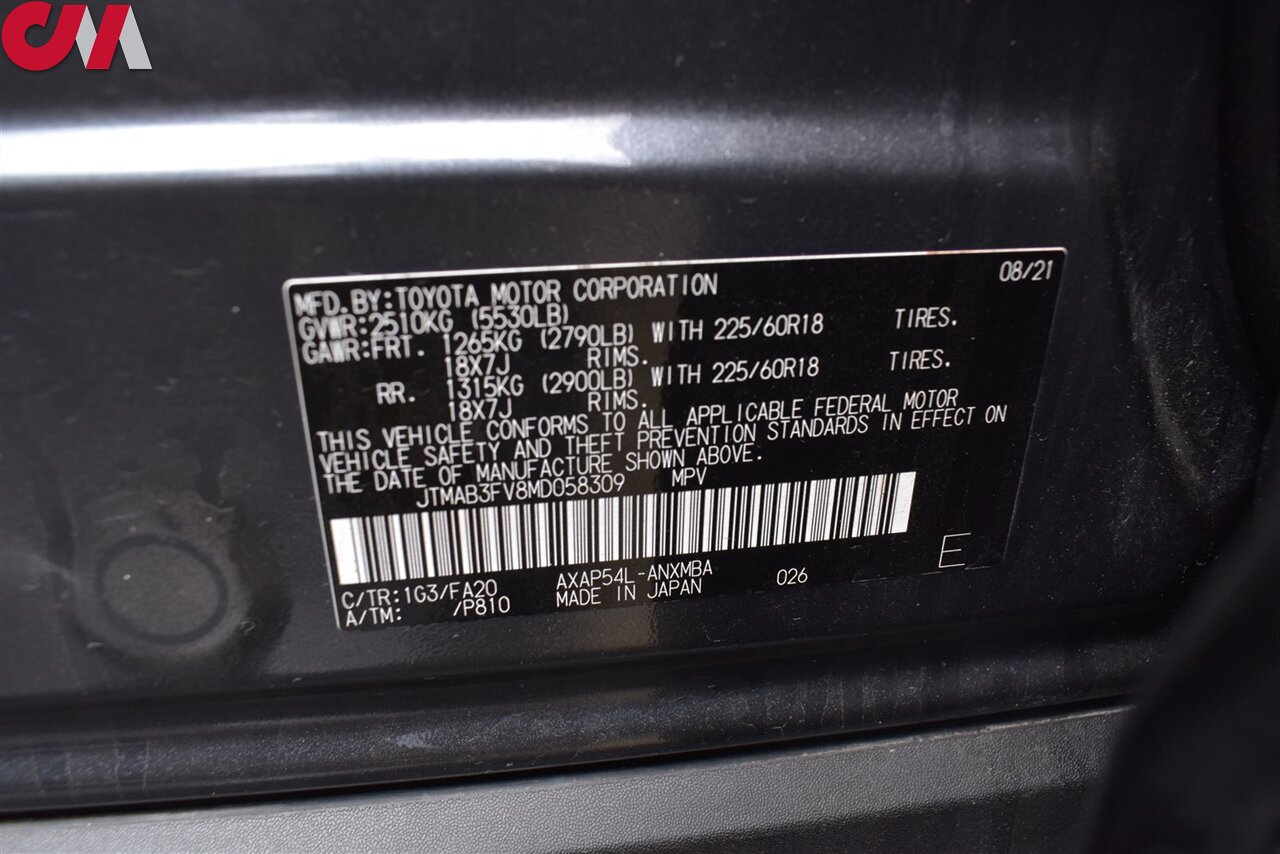 CM
08/21
MFD.BY:TOYOTA MOTOR CORPORATION
GVWR:2510KG (5530LB)
GAWR:FRT. 1265KG (2790LB) WITH 225/60R18 TIRES.
18X7J RIMS.
RR. 1315KG (2900LB) WITH 225/60R18 TIRES.
18X7J RIMS.
THIS VEHICLE CONFORMS TO ALL APPLICABLE FEDERAL MOTOR
VEHICLE SAFETY AND THEFT PREVENTION STANDARDS IN EFFECT ON
THE DATE OF MANUFACTURE SHOWN ABOVE.
JTMAB3FV8MD058309 MPV
C/TR:1G3/FA20 AXAP54L-ANXMBA 026 E
A/TM: /P810 MADE IN JAPAN